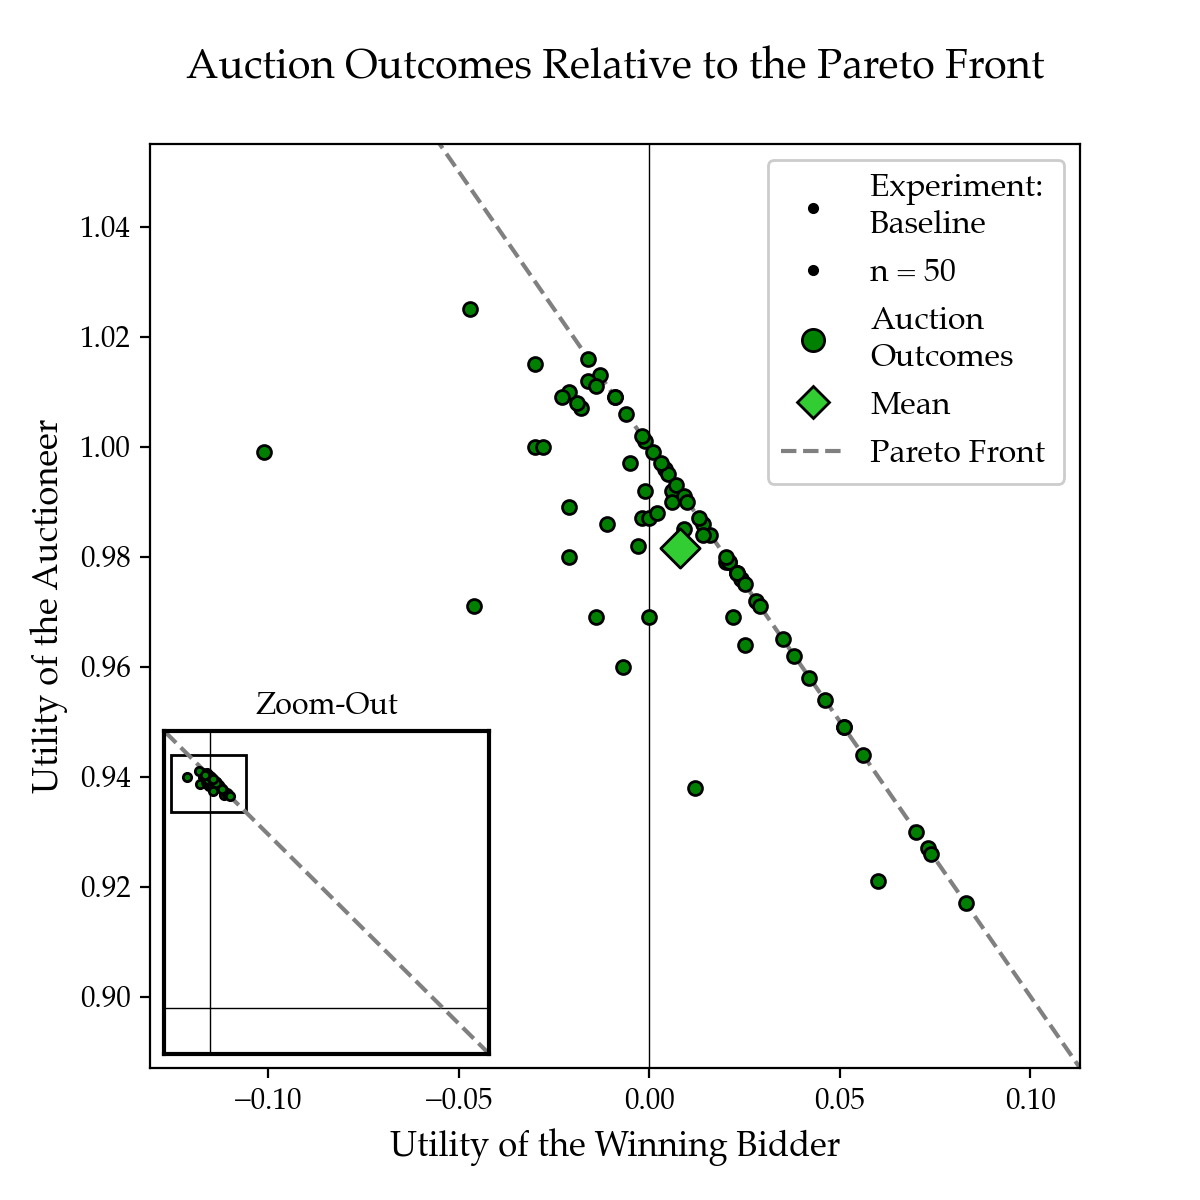 Auction Outcomes Relative to the Pareto Front
Experiment:
Baseline
n = 50
Auction
Outcomes
Mean
Pareto Front
1.04
1.02
1.00
0.98
0.96
0.94
0.92
0.90
Utility of the Auctioneer
Zoom-Out
−0.10
−0.05
0.00
0.05
0.10
Utility of the Winning Bidder